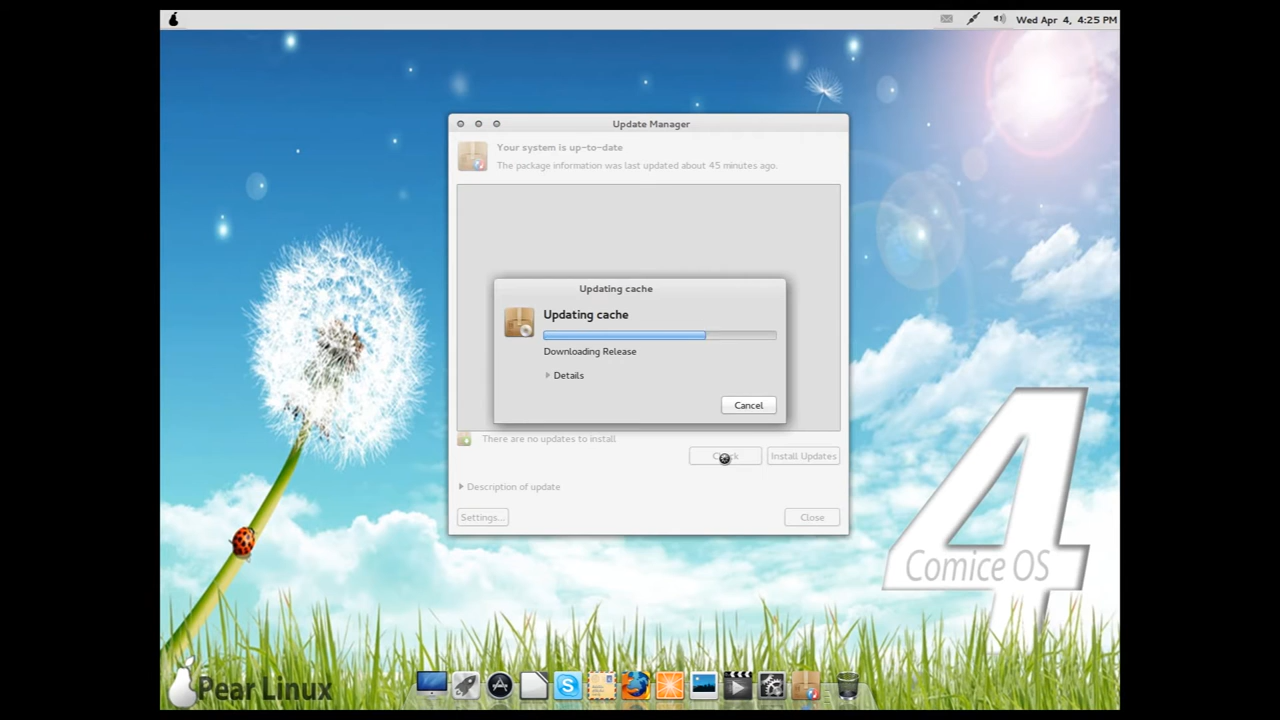 Wed Apr 4, 4:25 PM
Update Manager
Your system is up-to-date
The package information was last updated about 45 minutes ago.
Updating cache
Updating cache
Downloading Release
Details
Cancel
There are no updates to install
Install Updates
Description of update
Settings...
Close
4
Comice OS
Pear Linux